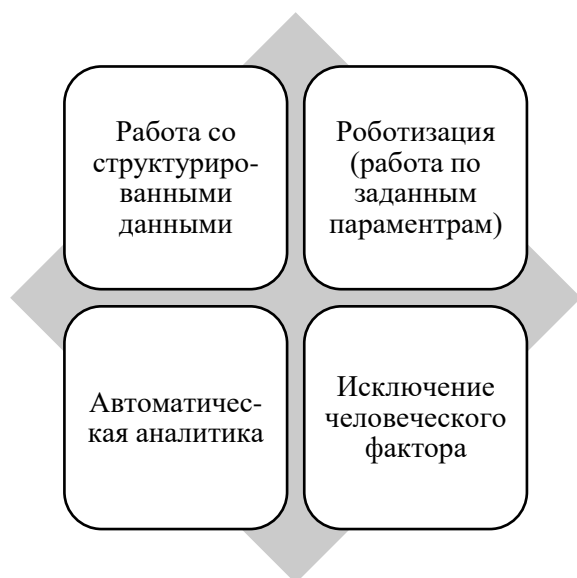 Работа со
структуриро-
ванными
данными
Роботизация
(работа по
заданным
параментрам)
Автоматичес-
кая аналитика
Исключение
человеческого
фактора